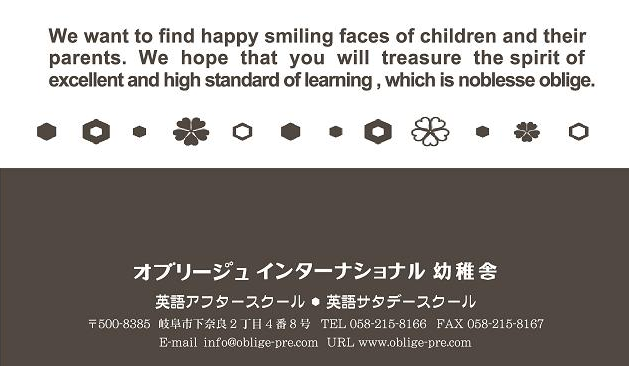 We want to find happy smiling faces of children and their
parents. We hope that you will treasure the spirit of
excellent and high standard of learning , which is noblesse oblige.
オブリージュ インターナショナル 幼稚舎
英語アフタースクール ● 英語サタデースクール
〒500-8385 岐阜市下奈良２丁目４番８号 TEL 058-215-8166 FAX 058-215-8167
E-mail info@oblige-pre.com URL www.oblige-pre.com